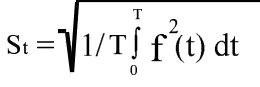 St = √1/T∫₀ᵀ f²(t) dt